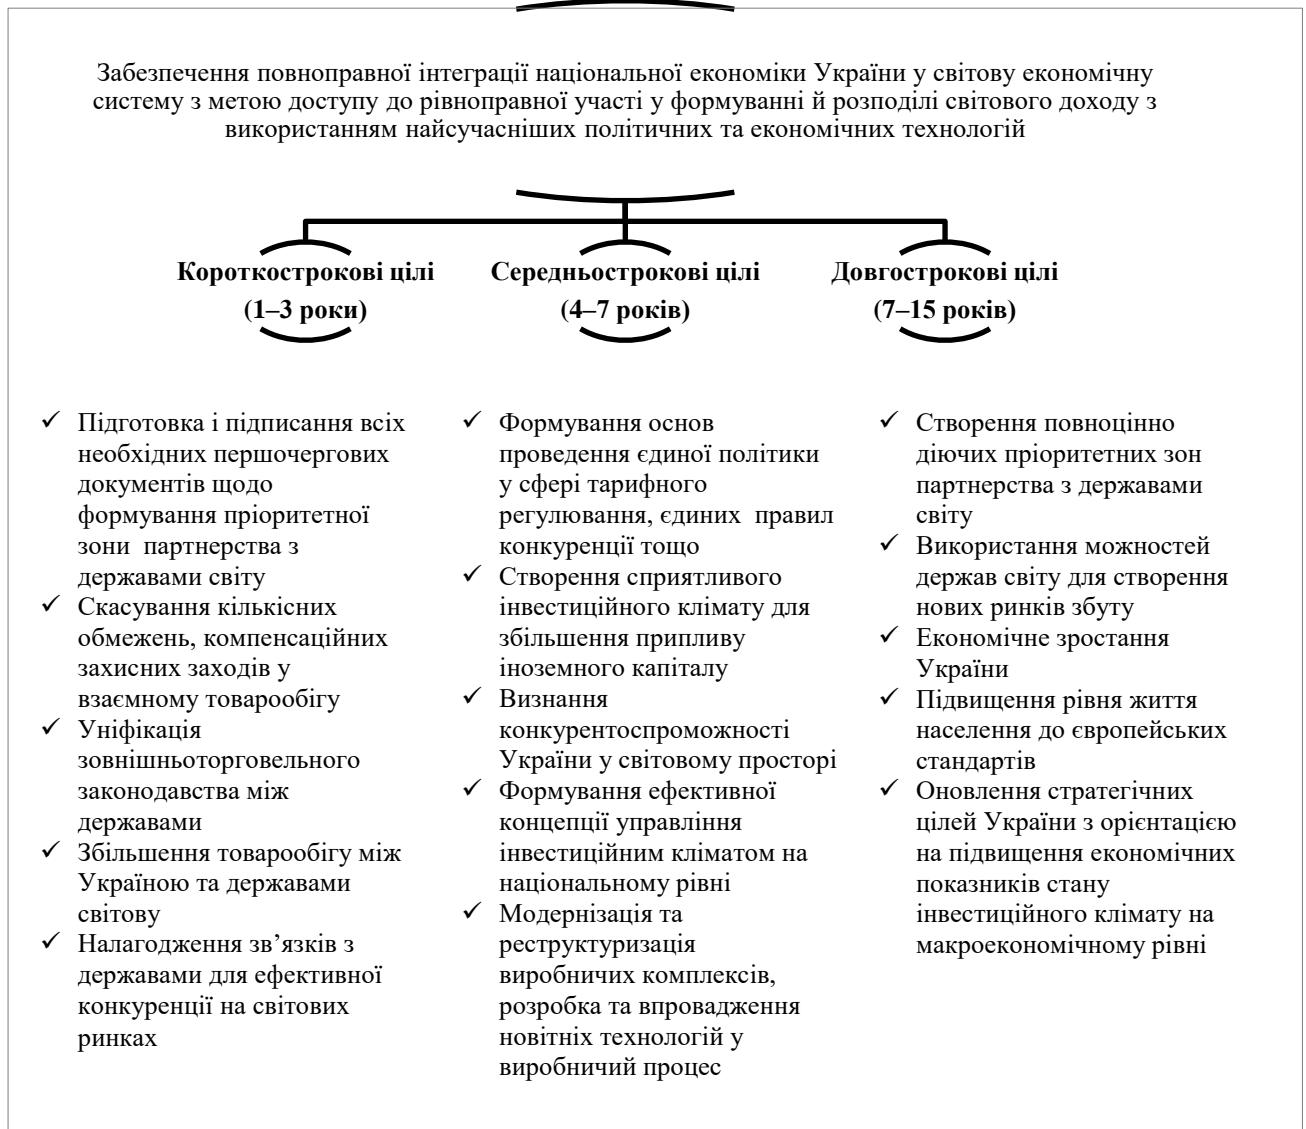 Забезпечення повноправної інтеграції національної економіки України у світову економічну
систему з метою доступу до рівноправної участі у формуванні й розподілі світового доходу з
використанням найсучасніших політичних та економічних технологій
Короткострокові цілі
(1–3 роки)
Середньострокові цілі
(4–7 років)
Довгострокові цілі
(7–15 років)
✓ Підготовка і підписання всіх
необхідних першочергових
документів щодо
формування пріоритетної
зони партнерства з
державами світу
✓ Скасування кількісних
обмежень, компенсаційних
захисних заходів у
взаємному товарообігу
✓ Уніфікація
зовнішньоторговельного
законодавства між
державами
✓ Збільшення товарообігу між
Україною та державами
світову
✓ Налагодження зв’язків з
державами для ефективної
конкуренції на світових
ринках
✓ Формування основ
проведення єдиної політики
у сфері тарифного
регулювання, єдиних правил
конкуренції тощо
✓ Створення сприятливого
інвестиційного клімату для
збільшення припливу
іноземного капіталу
✓ Визнання
конкурентоспроможності
України у світовому просторі
✓ Формування ефективної
концепції управління
інвестиційним кліматом на
національному рівні
✓ Модернізація та
реструктуризація
виробничих комплексів,
розробка та впровадження
новітніх технологій у
виробничий процес
✓ Створення повноцінно
діючих пріоритетних зон
партнерства з державами
світу
✓ Використання можностей
держав світу для створення
нових ринків збуту
✓ Економічне зростання
України
✓ Підвищення рівня життя
населення до європейських
стандартів
✓ Оновлення стратегічних
цілей України з орієнтацією
на підвищення економічних
показників стану
інвестиційного клімату на
макроекономічному рівні